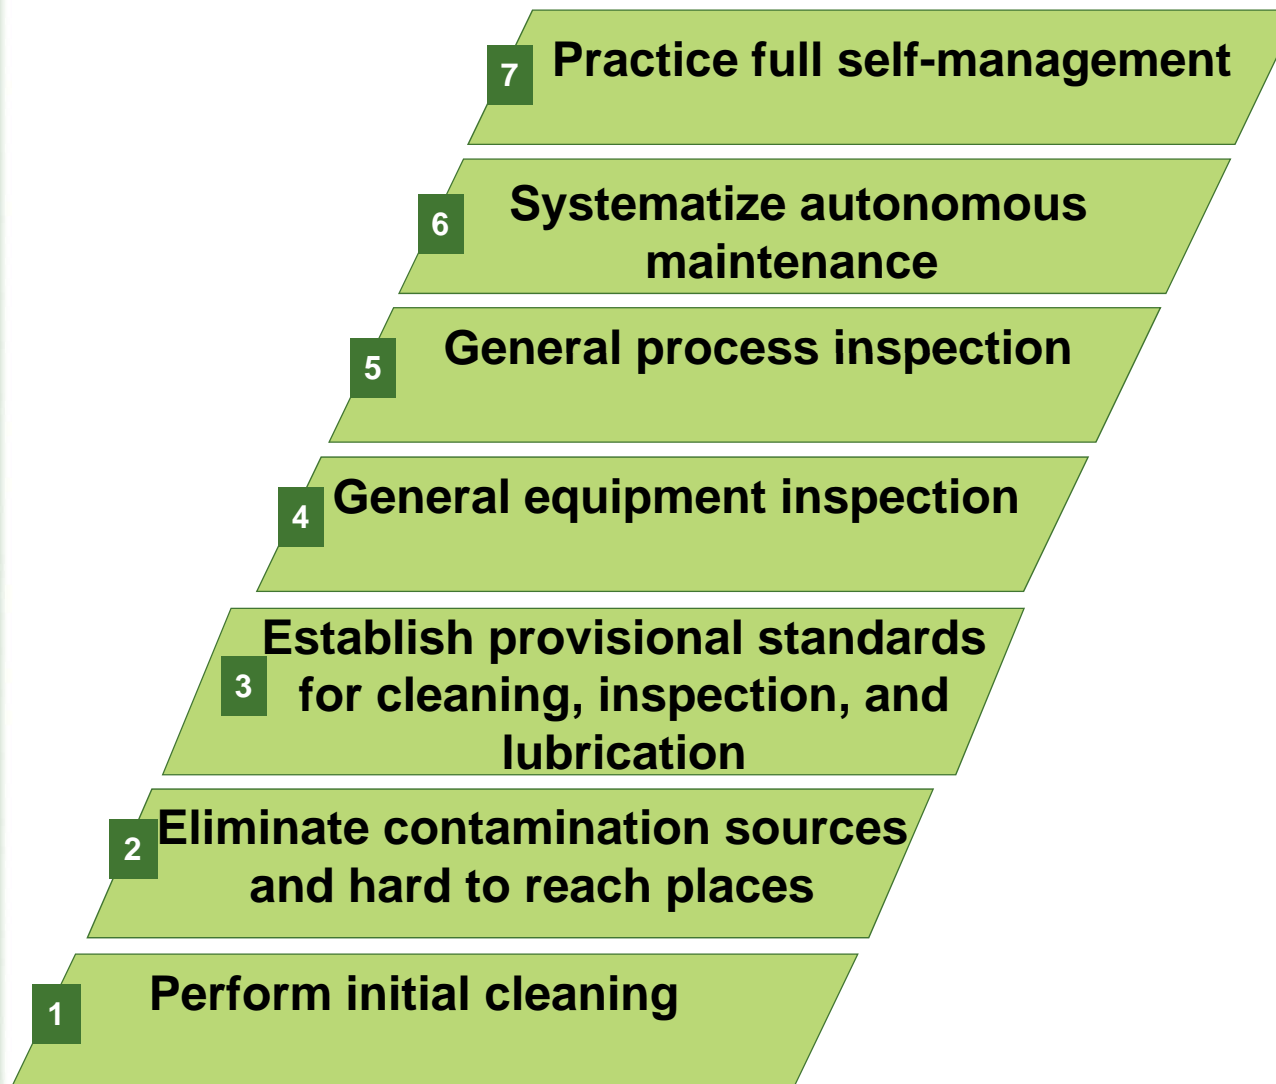 7 Practice full self-management
6 Systematize autonomous
maintenance
5 General process inspection
4 General equipment inspection
Establish provisional standards
3 for cleaning, inspection, and
lubrication
2 Eliminate contamination sources
and hard to reach places
1 Perform initial cleaning